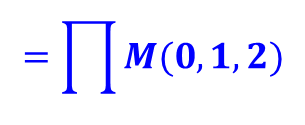 = ∏ M(0, 1, 2)